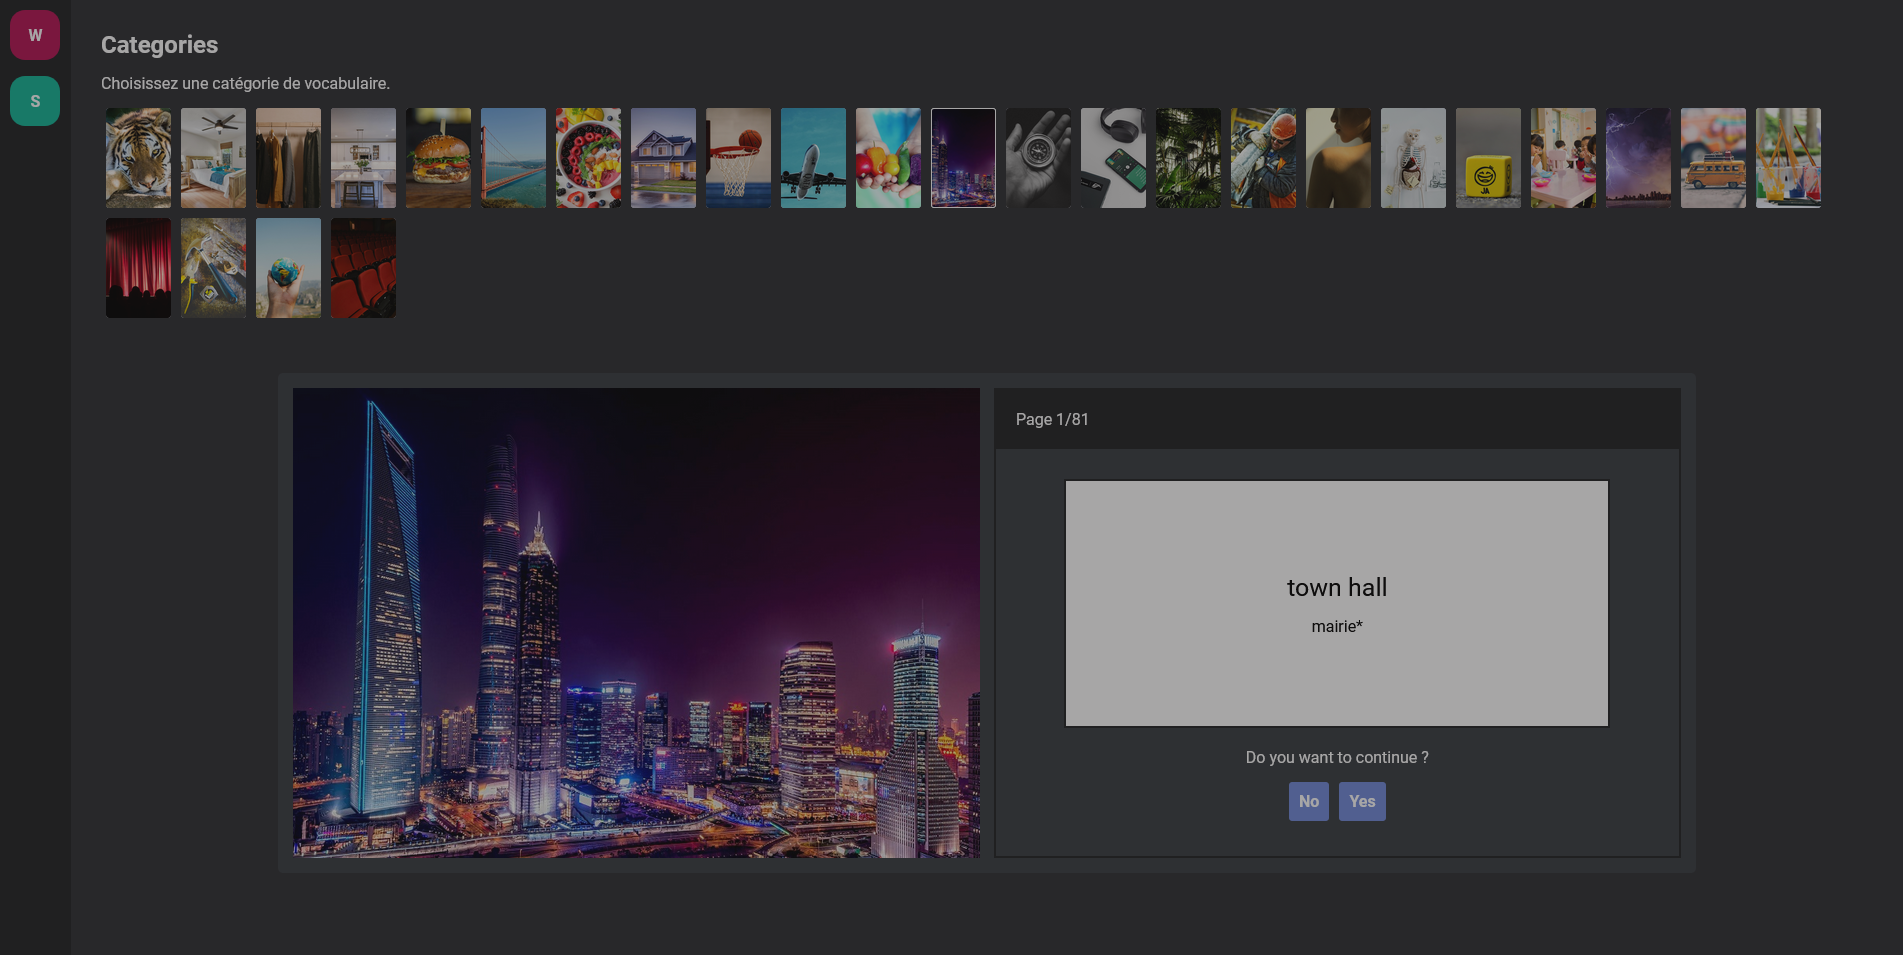 W
S
Categories
Choisissez une catégorie de vocabulaire.
JA
Page 1/81
town hall
mairie*
Do you want to continue ?
No
Yes